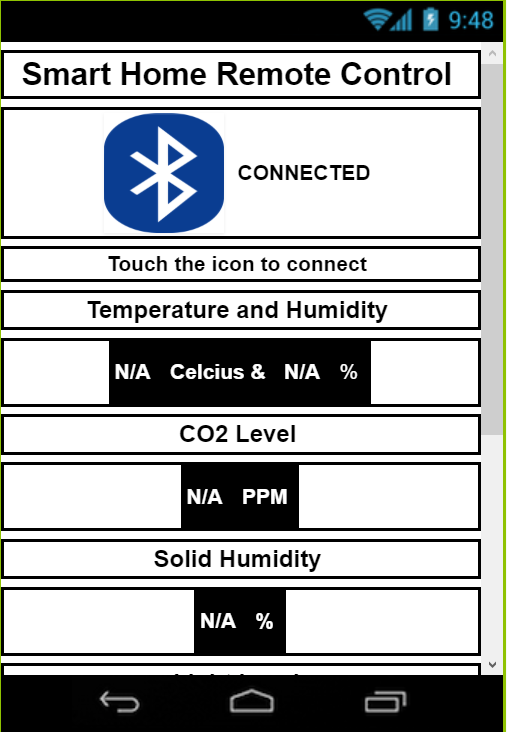 9:48
Smart Home Remote Control
CONNECTED
Touch the icon to connect
Temperature and Humidity
N/A Celcius & N/A %
CO2 Level
N/A PPM
Solid Humidity
N/A %